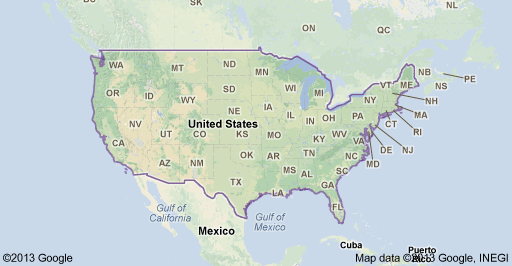 ON
QC
NB
PE
NS
WA
MT
ND
MN
VT
ME
NH
OR
ID
WY
SD
WI
MI
NY
MA
RI
CT
NV
UT
CO
NE
IA
IL
IN
OH
PA
NJ
DE
MD
United States
KS
MO
KY
WV
VA
CA
AZ
NM
OK
AR
TN
NC
SC
MS
AL
GA
TX
LA
FL
Gulf of
California
Gulf of
Mexico
Mexico
Cuba
Puerto
Rico
©2013 Google
Map data ©2013 Google, INEGI